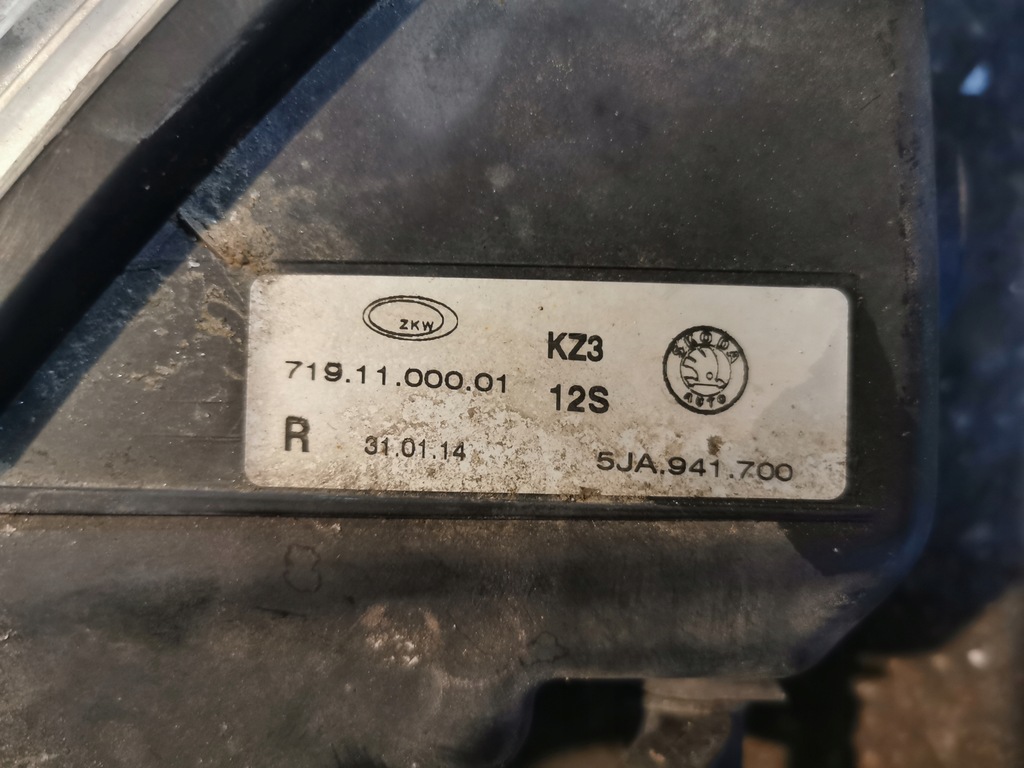 ZKW
KZ3
SKODA
AUTO
719.11.000.01
12S
R
31.01.14
5JA.941.700